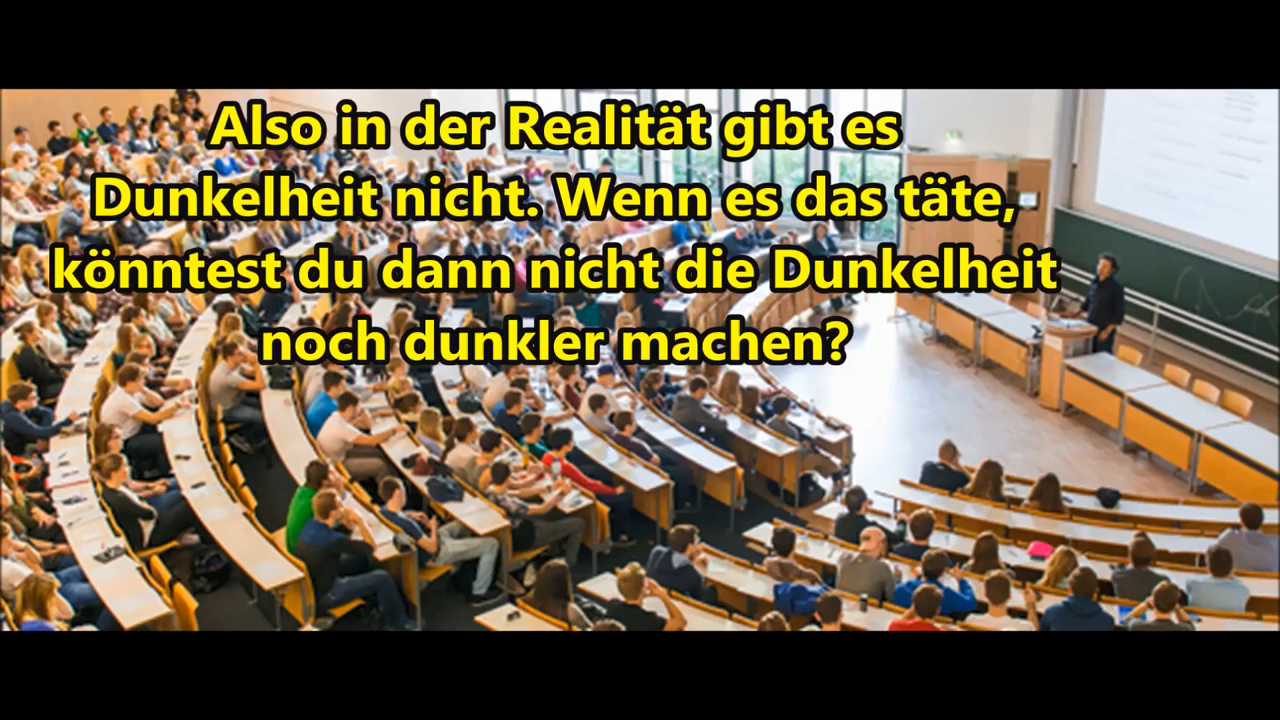 Also in der Realität gibt es
Dunkelheit nicht. Wenn es das täte,
könntest du dann nicht die Dunkelheit
noch dunkler machen?